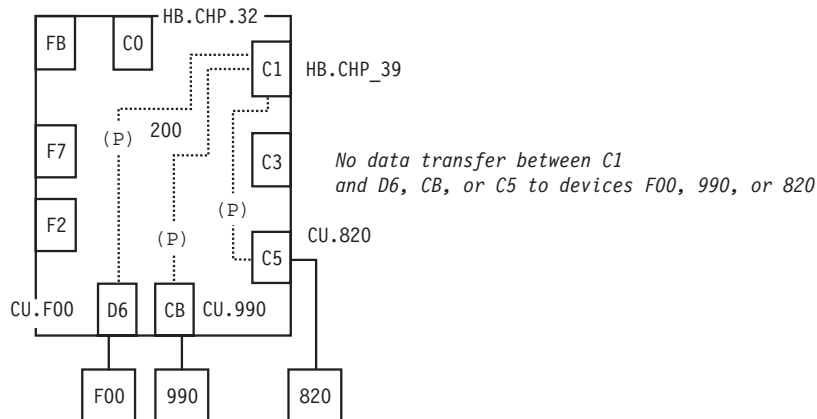 HB.CHP.32
FB
C0
C1
HB.CHP_39
(P)
200
F7
C3
No data transfer between C1
and D6, CB, or C5 to devices F00, 990, or 820
F2
(P)
(P)
CU.820
C5
CU.F00
D6
CB
CU.990
F00
990
820